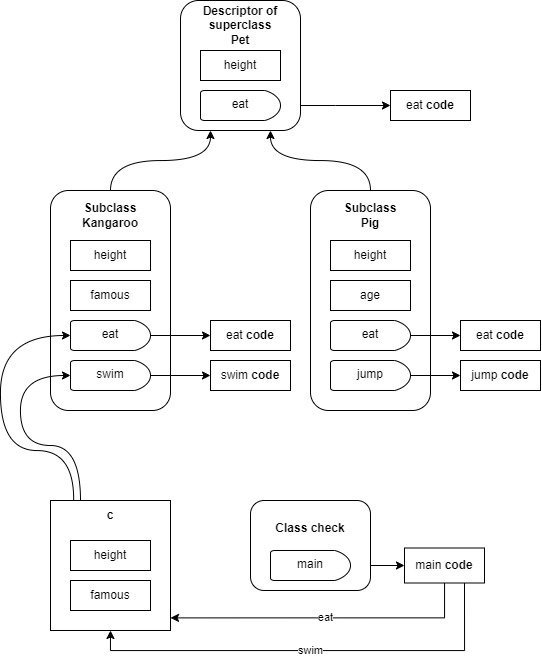 Descriptor of
superclass
Pet
height
eat
eat code
Subclass
Kangaroo
height
famous
eat
eat code
swim
swim code
Subclass
Pig
height
age
eat
eat code
jump
jump code
c
height
famous
Class check
main
main code
eat
swim